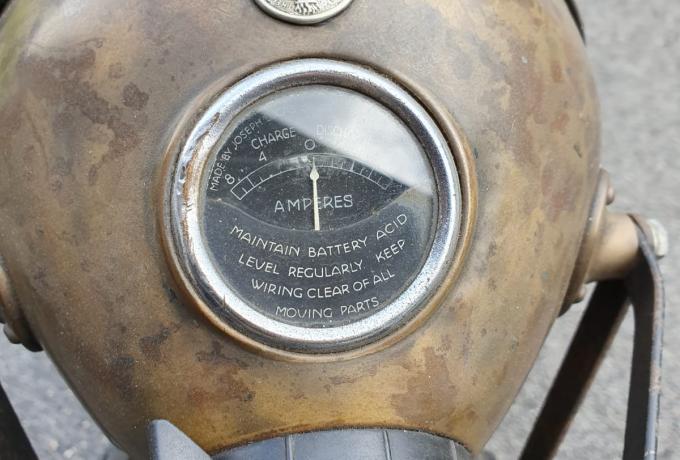 MADE BY JOSEPH
CHARGE
8 4 0
AMPERES
MAINTAIN BATTERY ACID
LEVEL REGULARLY KEEP
WIRING CLEAR OF ALL
MOVING PARTS